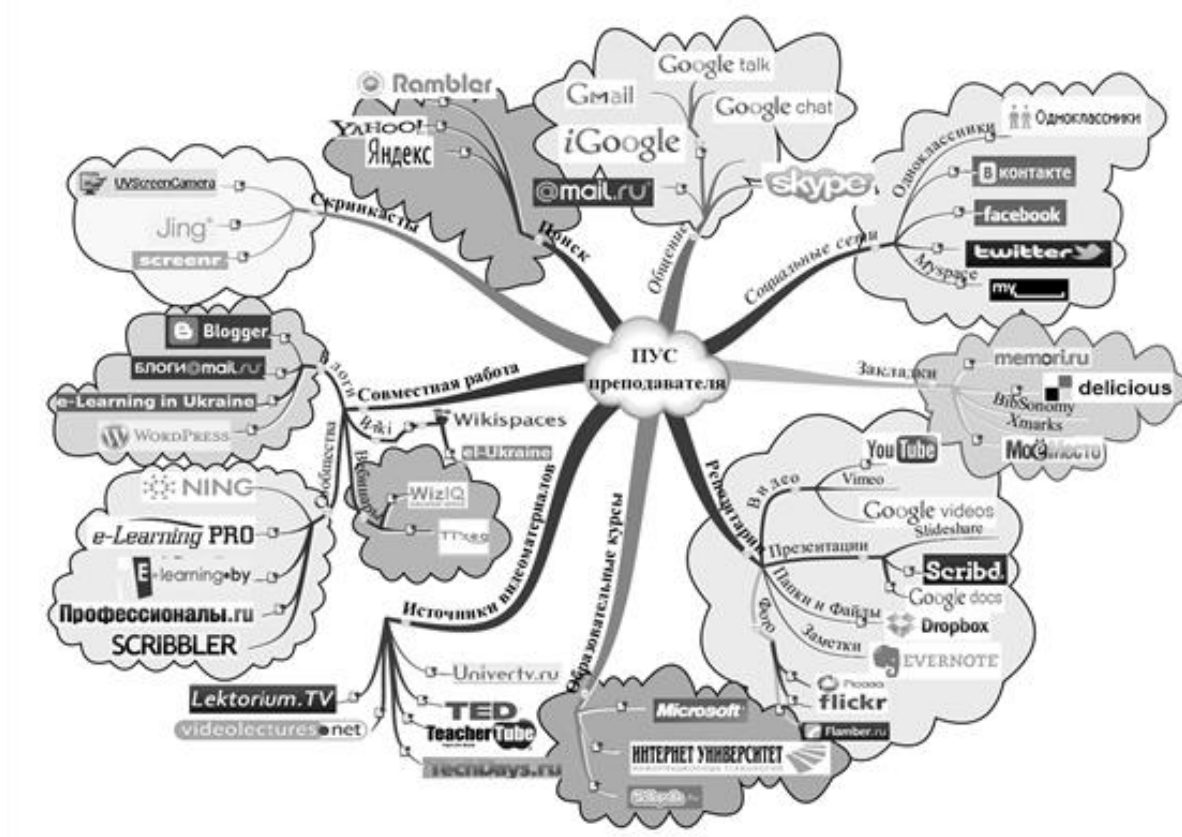 ПУС
преподавателя
Поиск
Rambler
YAHOO!
Яндекс
Общение
Google talk
Gmail
Google chat
iGoogle
@mail.ru
skype
Социальные сети
Одноклассники
Одноклассники
В контакте
facebook
twitter
Myspace
my
Закладки
memori.ru
delicious
BibSonomy
Xmarks
МоёМесто
Репозитарии
Видео
YouTube
Vimeo
Google videos
Презентации
Slideshare
Scribd.
Google docs
Папки и Файлы
Dropbox
Заметки
EVERNOTE
Фото
Picasa
flickr
Flamber.ru
Образовательные курсы
Microsoft
ИНТЕРНЕТ УНИВЕРСИТЕТ
Источники видеоматериалов
Univertv.ru
Lektorium.TV
TED
videolectures.net
TeacherTube
TechDays.ru
Совместная работа
Блоги
Blogger
БЛОГИ@mail.ru
e-Learning in Ukraine
WORDPRESS
Wiki
Wikispaces
el-Ukraine
Вебинары
WizIQ
Сообщества
NING
e-Learning PRO
E-learning.by
Профессионалы.ru
SCRIBBLER
Скринкасты
UVScreenCamera
Jing
screenr